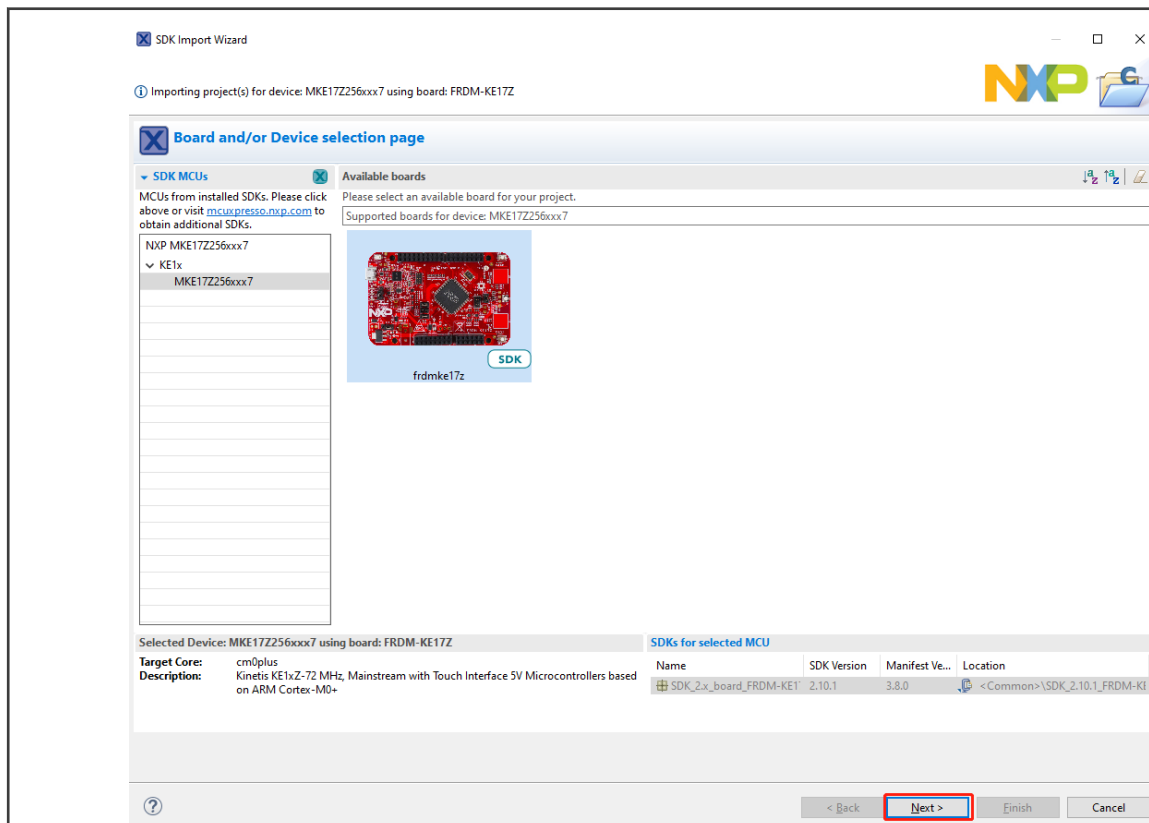 SDK Import Wizard
NXP
Importing project(s) for device: MKE17Z256xxx7 using board: FRDM-KE17Z
Board and/or Device selection page
SDK MCUs
MCUs from installed SDKs. Please click
above or visit mcuxpresso.nxp.com to
obtain additional SDKs.
NXP MKE17Z256xxx7
KE1x
MKE17Z256xxx7
Available boards
Please select an available board for your project.
Supported boards for device: MKE17Z256xxx7
NXP
SDK
frdmke17z
Selected Device: MKE17Z256xxx7 using board: FRDM-KE17Z
Target Core: cm0plus
Description: Kinetis KE1xZ-72 MHz, Mainstream with Touch Interface 5V Microcontrollers based
on ARM Cortex-M0+
SDKs for selected MCU
Name SDK Version Manifest Ve... Location
SDK_2.x_board_FRDM-KE1 2.10.1 3.8.0 <Common>\SDK_2.10.1_FRDM-KE
< Back Next > Finish Cancel